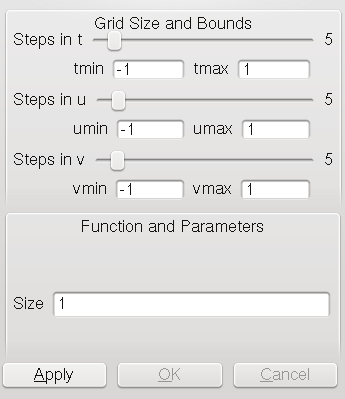 Grid Size and Bounds
Steps in t 5
tmin -1 tmax 1
Steps in u 5
umin -1 umax 1
Steps in v 5
vmin -1 vmax 1
Function and Parameters
Size 1
Apply OK Cancel